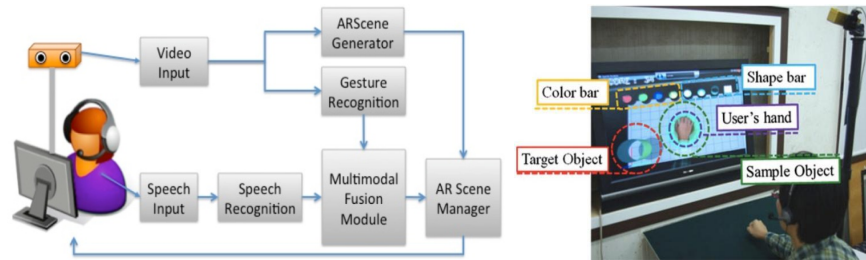 Video
Input
ARScene
Generator
Gesture
Recognition
Speech
Input
Speech
Recognition
Multimodal
Fusion
Module
AR Scene
Manager
Color bar
Shape bar
User's hand
Target Object
Sample Object